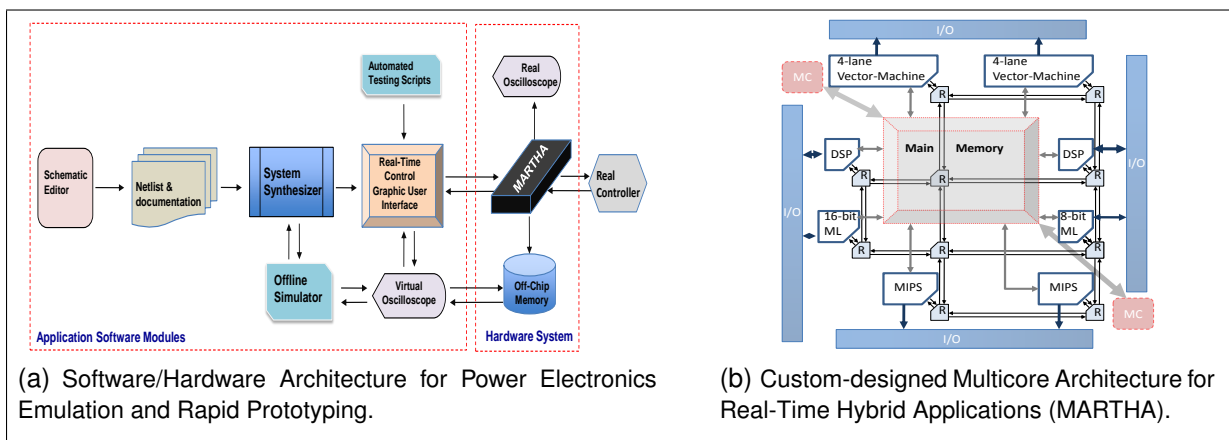 Automated
Testing Scripts
Real
Oscilloscope
Schematic
Editor
Netlist &
documentation
System
Synthesizer
Real-Time
Control
Graphic User
Interface
MARTHA
Real
Controller
Offline
Simulator
Virtual
Oscilloscope
Off-Chip
Memory
Application Software Modules
Hardware System
(a) Software/Hardware Architecture for Power Electronics
Emulation and Rapid Prototyping.
I/O
4-lane
Vector-Machine
4-lane
Vector-Machine
MC
R
R
I/O
I/O
Main Memory
DSP
DSP
R
R
R
16-bit
ML
8-bit
ML
R
R
R
MIPS
MIPS
R
R
MC
I/O
(b) Custom-designed Multicore Architecture for
Real-Time Hybrid Applications (MARTHA).